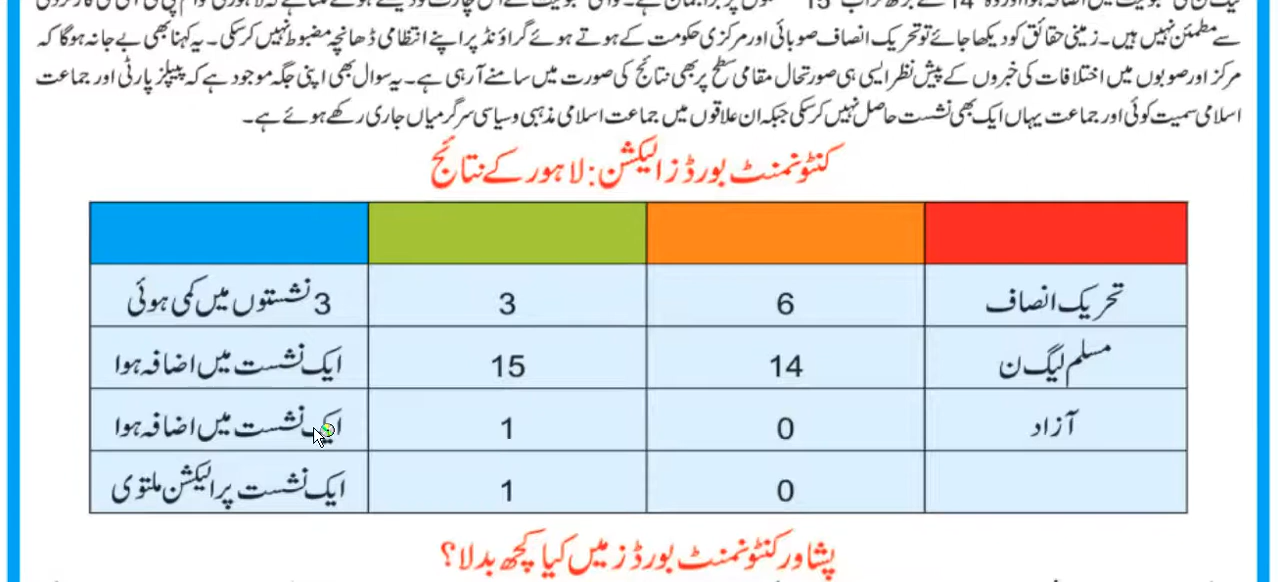 سے مطمئن نہیں ہیں۔ زمینی حقائق کو دیکھا جائے تو تحریک انصاف صوبائی اور مرکزی حکومت کے ہوتے ہوئے گراؤنڈ پر اپنے انتظامی ڈھانچہ مضبوط نہیں کرسکی۔ یہ کہنا بھی بے جا نہ ہوگا کہ
مرکز اور صوبوں میں اختلافات کی خبروں کے پیش نظر ایسی ہی صورتحال مقامی سطح پر بھی نتائج کی صورت میں سامنے آرہی ہے۔ یہ سوال بھی اپنی جگہ موجود ہے کہ پیپلز پارٹی اور جماعت
اسلامی سمیت کوئی اور جماعت یہاں ایک بھی نشست حاصل نہیں کرسکی جبکہ ان علاقوں میں جماعت اسلامی مذہبی و سیاسی سرگرمیاں جاری رکھے ہوئے ہے۔
کنٹونمنٹ بورڈز الیکشن: لاہور کے نتائج
تحریک انصاف 6 3 3 نشستوں میں کمی ہوئی
مسلم لیگ ن 14 15 ایک نشست میں اضافہ ہوا
آزاد 0 1 ایک نشست میں اضافہ ہوا
0 1 ایک نشست پر الیکشن ملتوی
پشاور کنٹونمنٹ بورڈز میں کیا کچھ بدلا؟